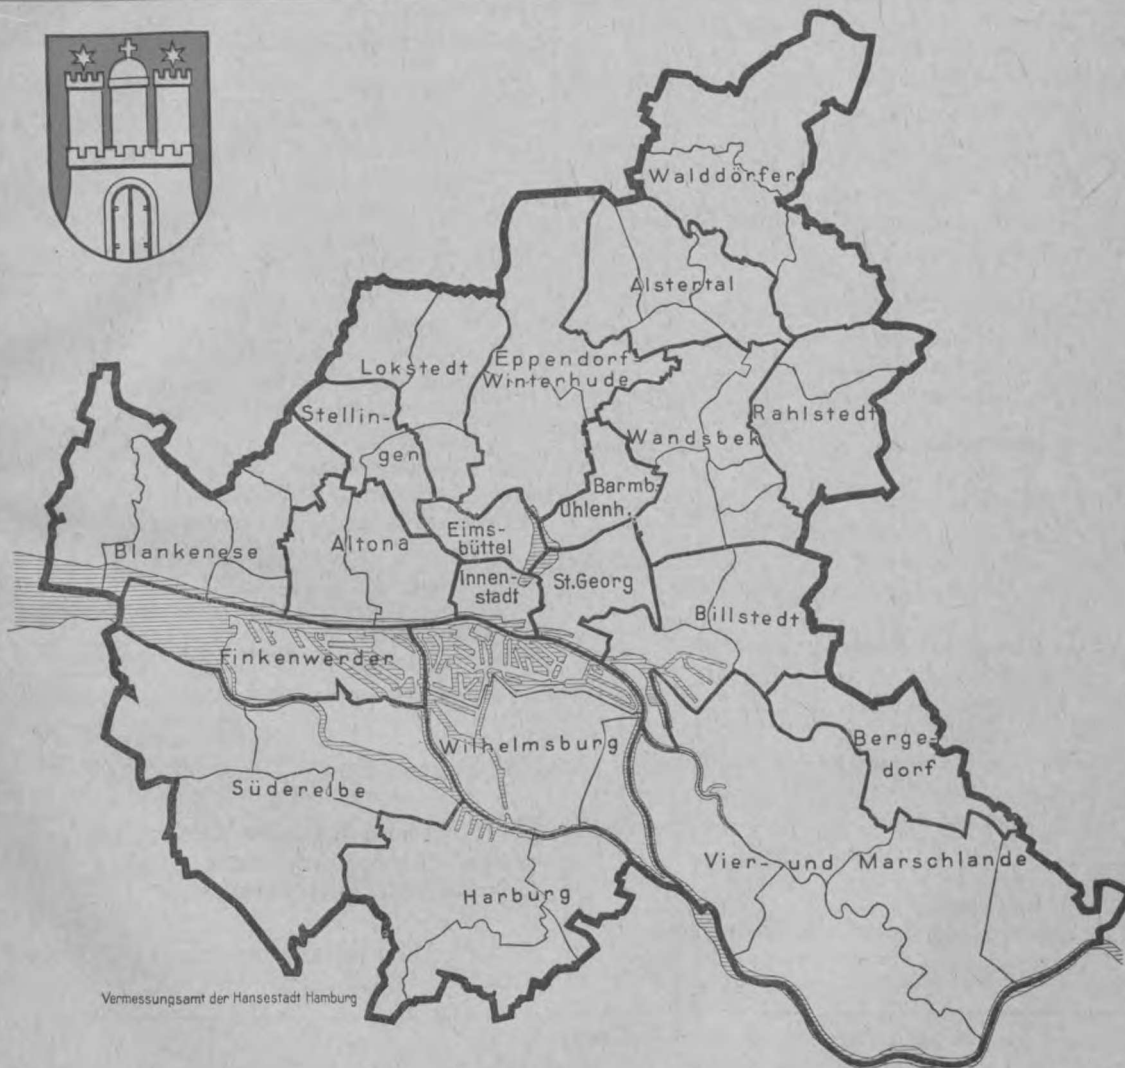 Walddörfer
Alstertal
Lokstedt
Eppendorf-
Winterhude
Stellin-
gen
Rahlstedt
Wandsbek
Barmb.-
Uhlenh.
Eims-
büttel
Altona
Blankenese
Innen-
stadt
St.Georg
Billstedt
Finkenwerder
Wilhelmsburg
Berge-
dorf
Süderelbe
Vier- und Marschlande
Harburg
Vermessungsamt der Hansestadt Hamburg